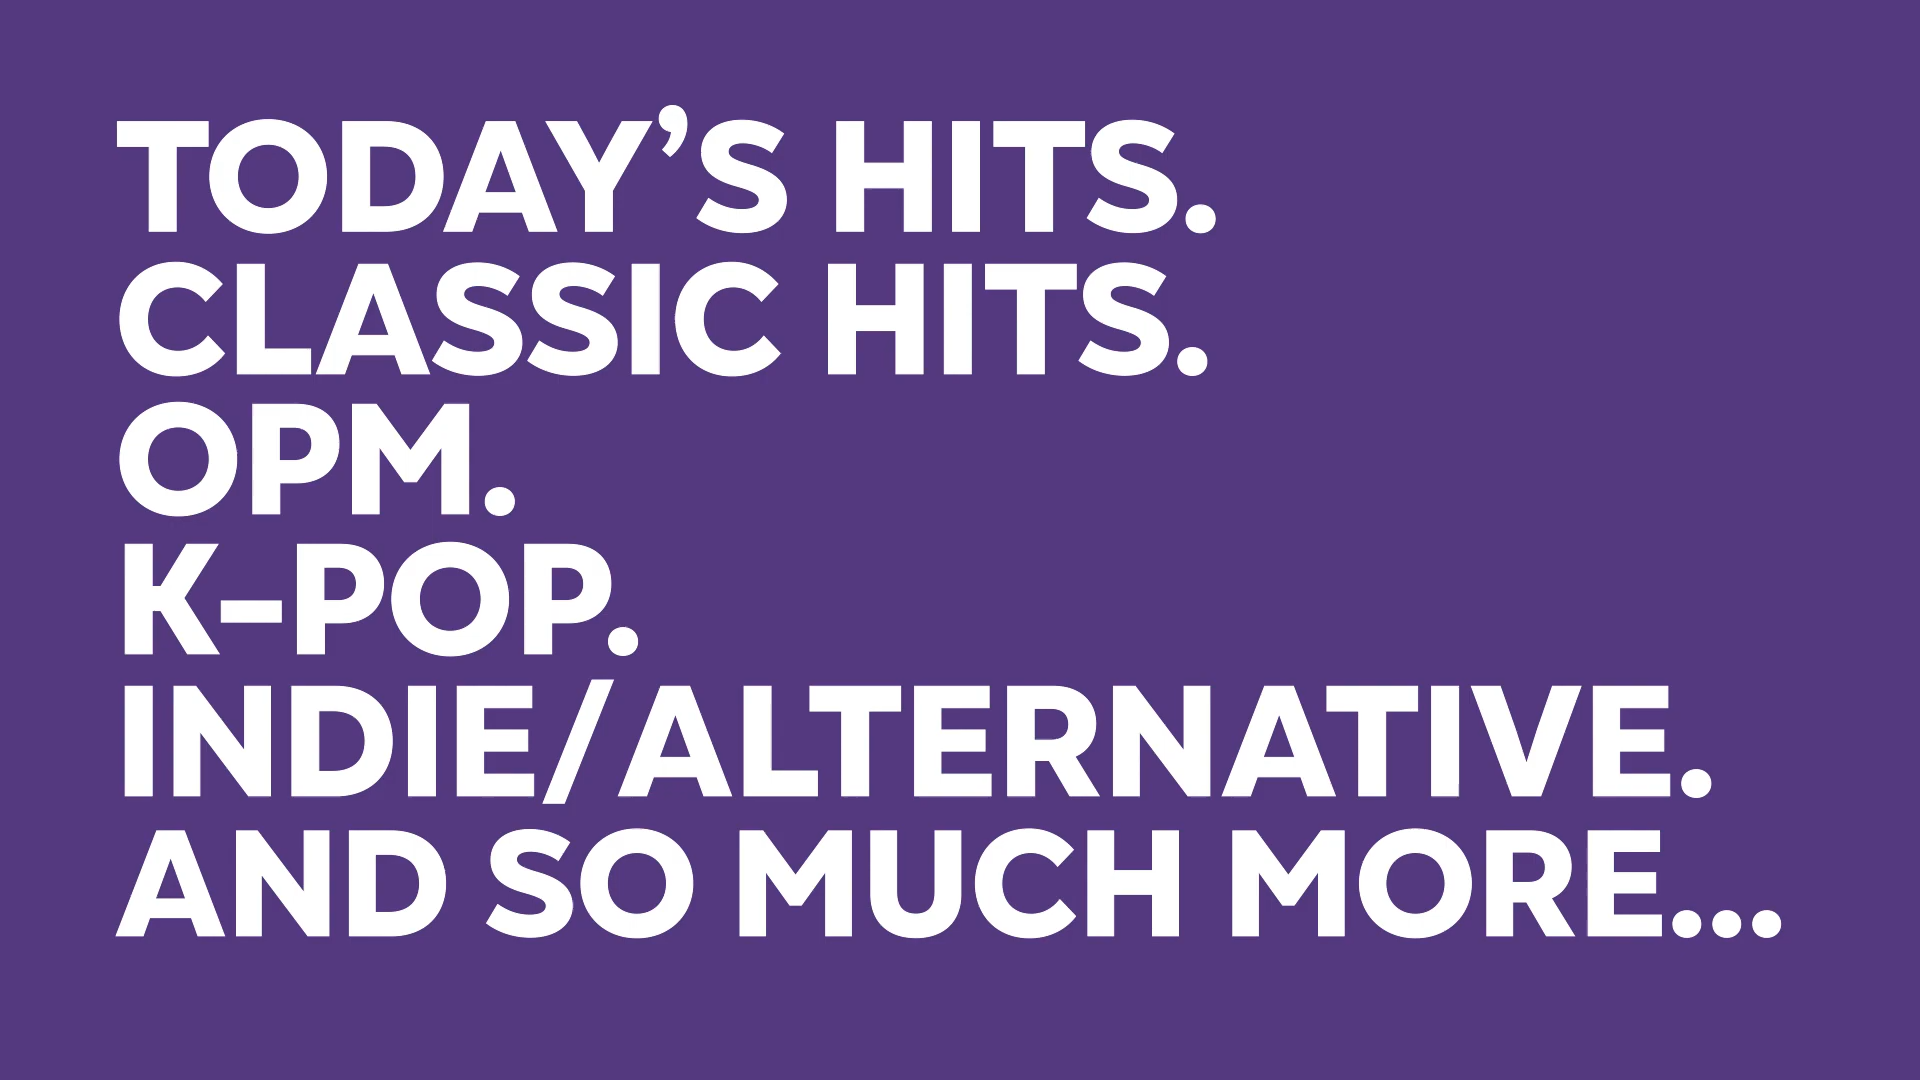 TODAY’S HITS.
CLASSIC HITS.
OPM.
K-POP.
INDIE/ALTERNATIVE.
AND SO MUCH MORE...